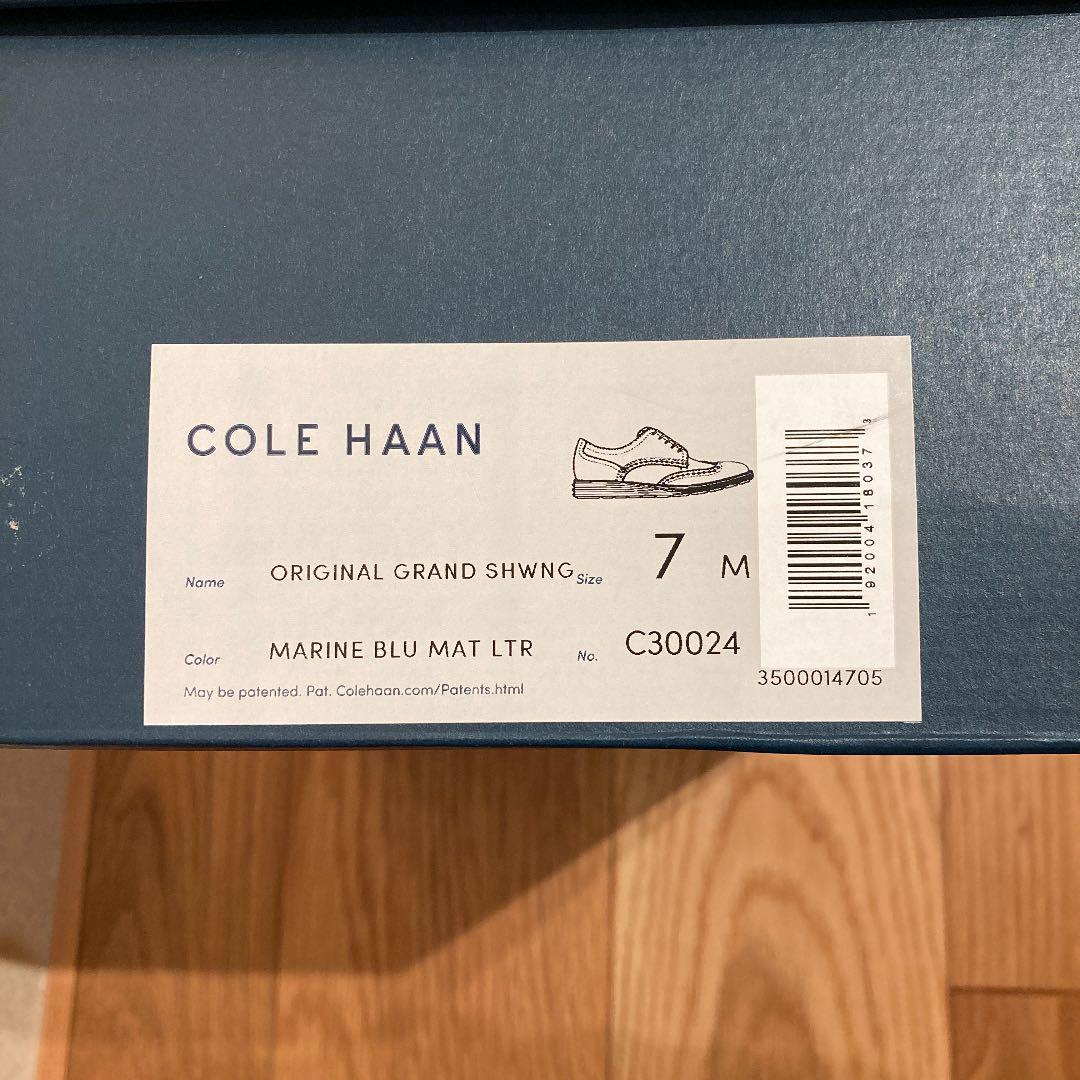 COLE HAAN
Name ORIGINAL GRAND SHWNG Size 7 M
Color MARINE BLU MAT LTR No. C30024
May be patented. Pat. Colehaan.com/Patents.html
1 92004 18037 3
3500014705